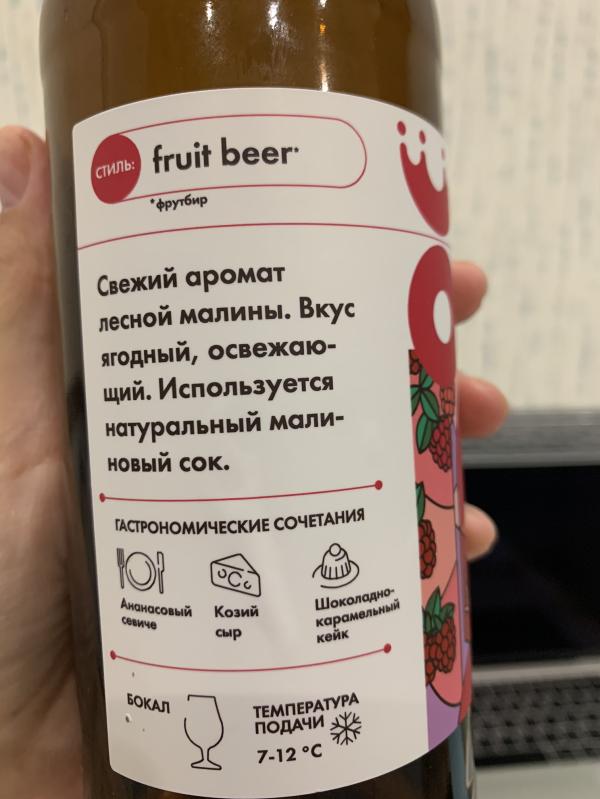 СТИЛЬ: fruit beer*
*фрутбир
Свежий аромат
лесной малины. Вкус
ягодный, освежаю-
щий. Используется
натуральный мали-
новый сок.
ГАСТРОНОМИЧЕСКИЕ СОЧЕТАНИЯ
Ананасовый
севиче
Козий
сыр
Шоколадно-
карамельный
кейк
БОКАЛ
ТЕМПЕРАТУРА
ПОДАЧИ
7-12 °C